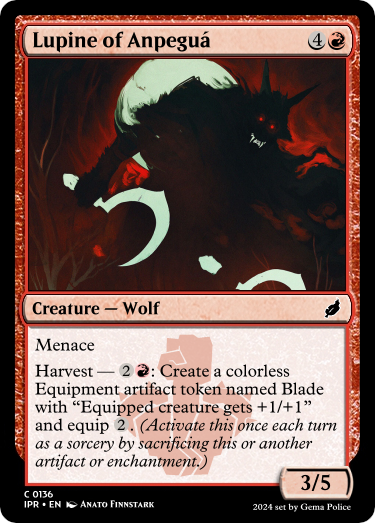 Lupine of Anpeguá 4
Creature — Wolf
Menace
Harvest — 2 : Create a colorless
Equipment artifact token named Blade
with “Equipped creature gets +1/+1”
and equip 2 . (Activate this once each turn
as a sorcery by sacrificing this or another
artifact or enchantment.)
3/5
C 0136
IPR • EN Anato Finnstark
2024 set by Gema Police